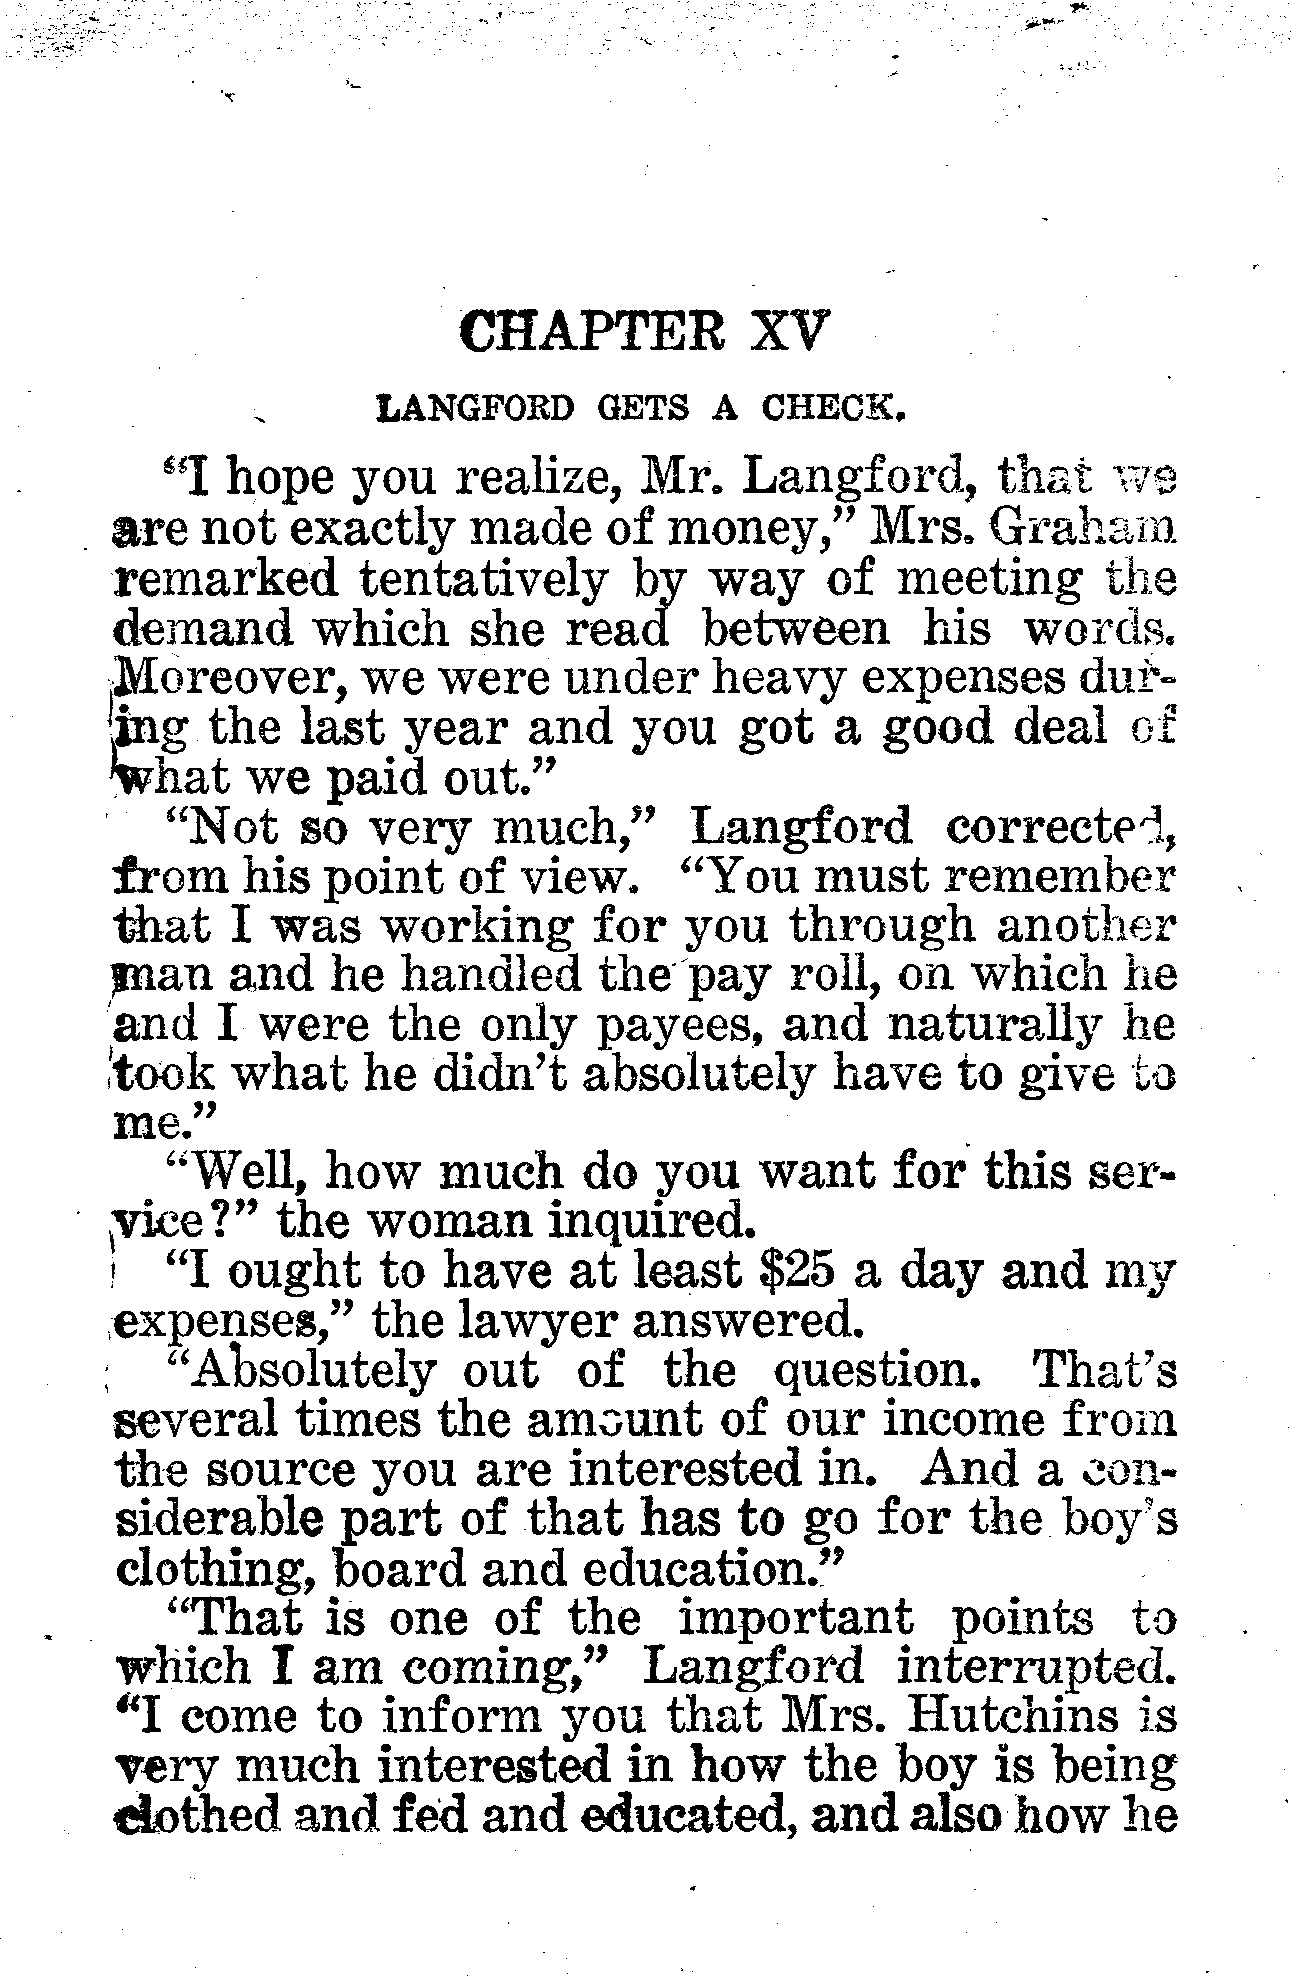 CHAPTER XV
LANGFORD GETS A CHECK.
“I hope you realize, Mr. Langford, that we
are not exactly made of money,” Mrs. Graham
remarked tentatively by way of meeting the
demand which she read between his words.
Moreover, we were under heavy expenses dur-
ing the last year and you got a good deal of
what we paid out.”
“Not so very much,” Langford corrected,
from his point of view. “You must remember
that I was working for you through another
man and he handled the pay roll, on which he
and I were the only payees, and naturally he
took what he didn’t absolutely have to give to
me.”
“Well, how much do you want for this ser-
vice?” the woman inquired.
“I ought to have at least $25 a day and my
expenses,” the lawyer answered.
“Absolutely out of the question. That’s
several times the amount of our income from
the source you are interested in. And a con-
siderable part of that has to go for the boy’s
clothing, board and education.”
“That is one of the important points to
which I am coming,” Langford interrupted.
“I come to inform you that Mrs. Hutchins is
very much interested in how the boy is being
clothed and fed and educated, and also how he